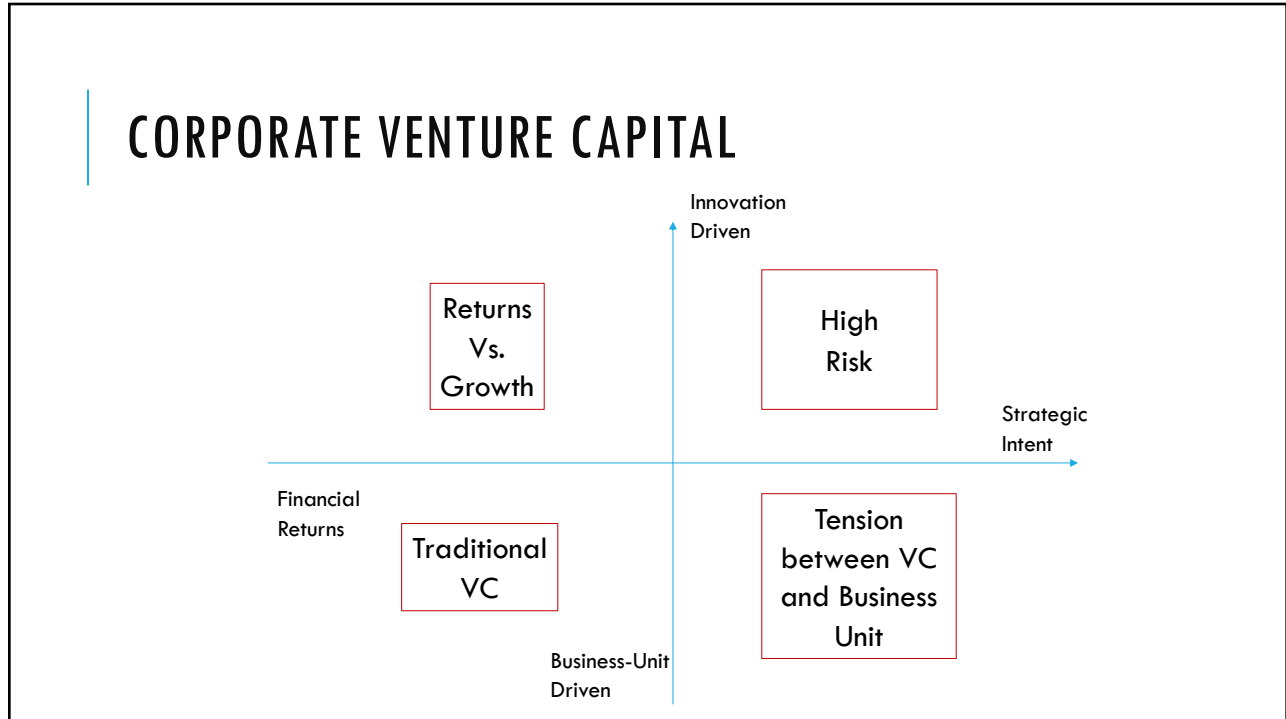 CORPORATE VENTURE CAPITAL
Innovation
Driven
Returns
Vs.
Growth
High
Risk
Strategic
Intent
Financial
Returns
Traditional
VC
Tension
between VC
and Business
Unit
Business-Unit
Driven